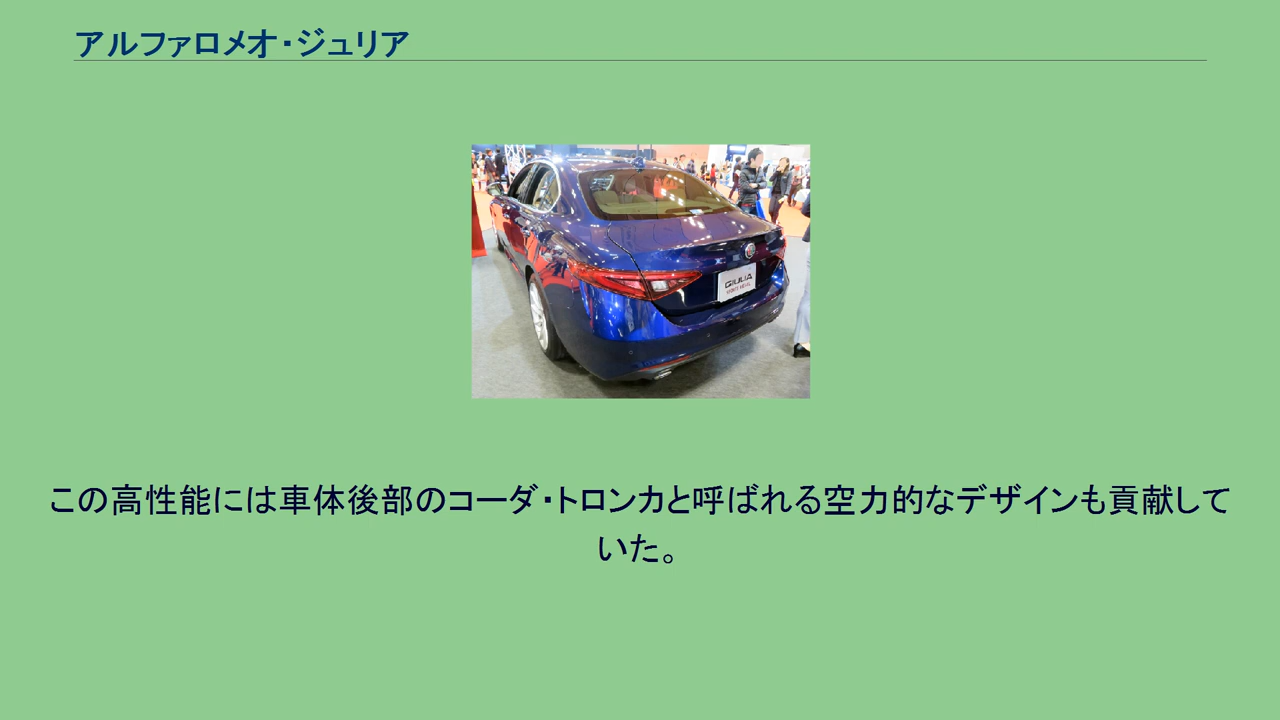 アルファロメオ・ジュリア
GIULIA
この高性能には車体後部のコーダ・トロンカと呼ばれる空力的なデザインも貢献して
いた。